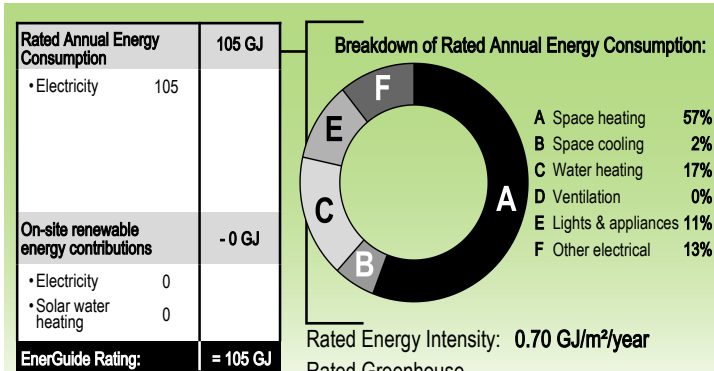 Rated Annual Energy
Consumption
105 GJ
• Electricity 105
On-site renewable
energy contributions
- 0 GJ
• Electricity 0
• Solar water
heating 0
EnerGuide Rating: = 105 GJ
Breakdown of Rated Annual Energy Consumption:
F
E
C
B
A
A Space heating 57%
B Space cooling 2%
C Water heating 17%
D Ventilation 0%
E Lights & appliances 11%
F Other electrical 13%
Rated Energy Intensity: 0.70 GJ/m²/year
Rated Greenhouse